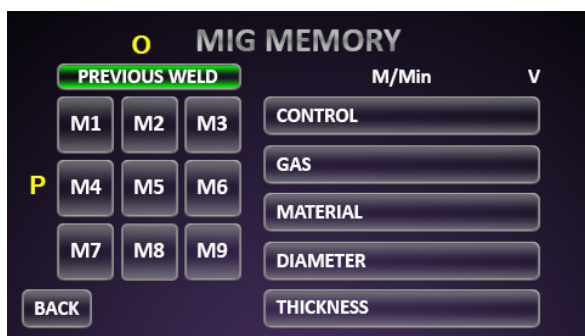 O MIG MEMORY
PREVIOUS WELD M/Min V
M1 M2 M3 CONTROL
GAS
P M4 M5 M6
MATERIAL
M7 M8 M9 DIAMETER
BACK THICKNESS